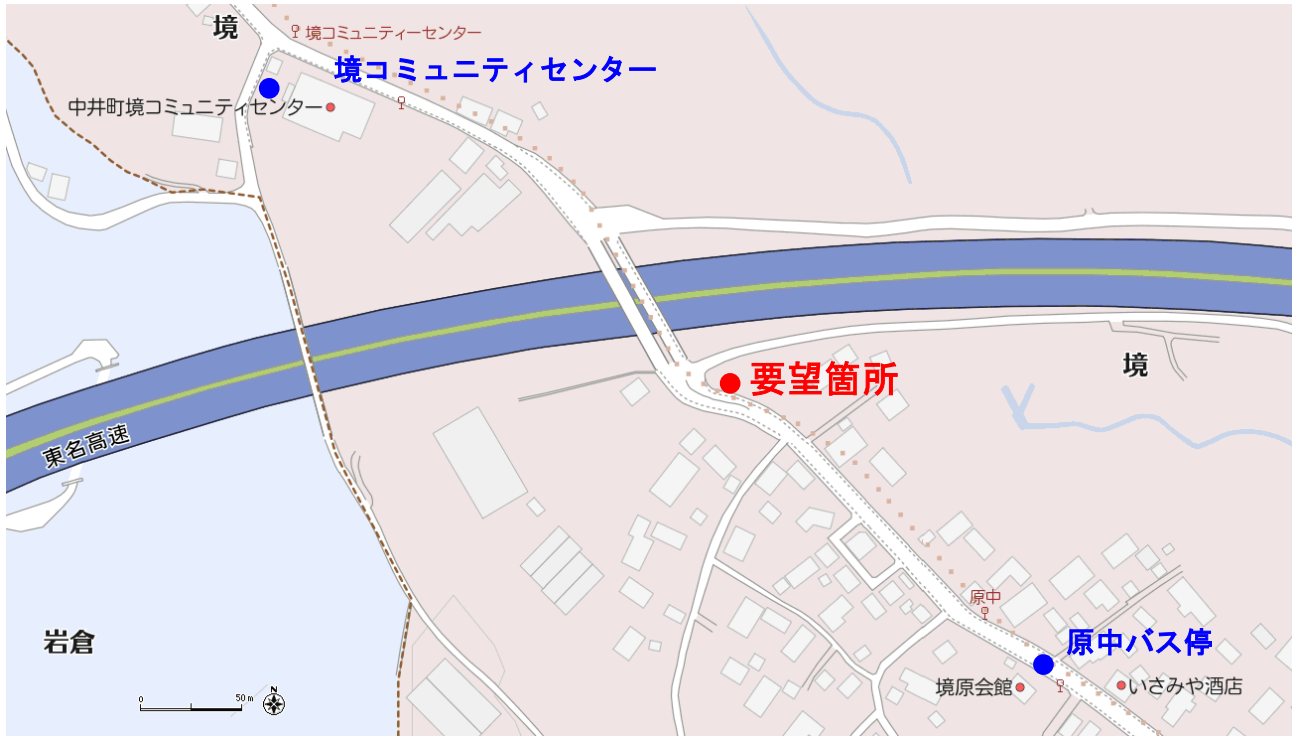 境
境コミュニティーセンター
境コミュニティセンター
中井町境コミュニティセンター
要望箇所
境
東名高速
原中
岩倉
原中バス停
境原会館
いさみや酒店
0 50 m
N